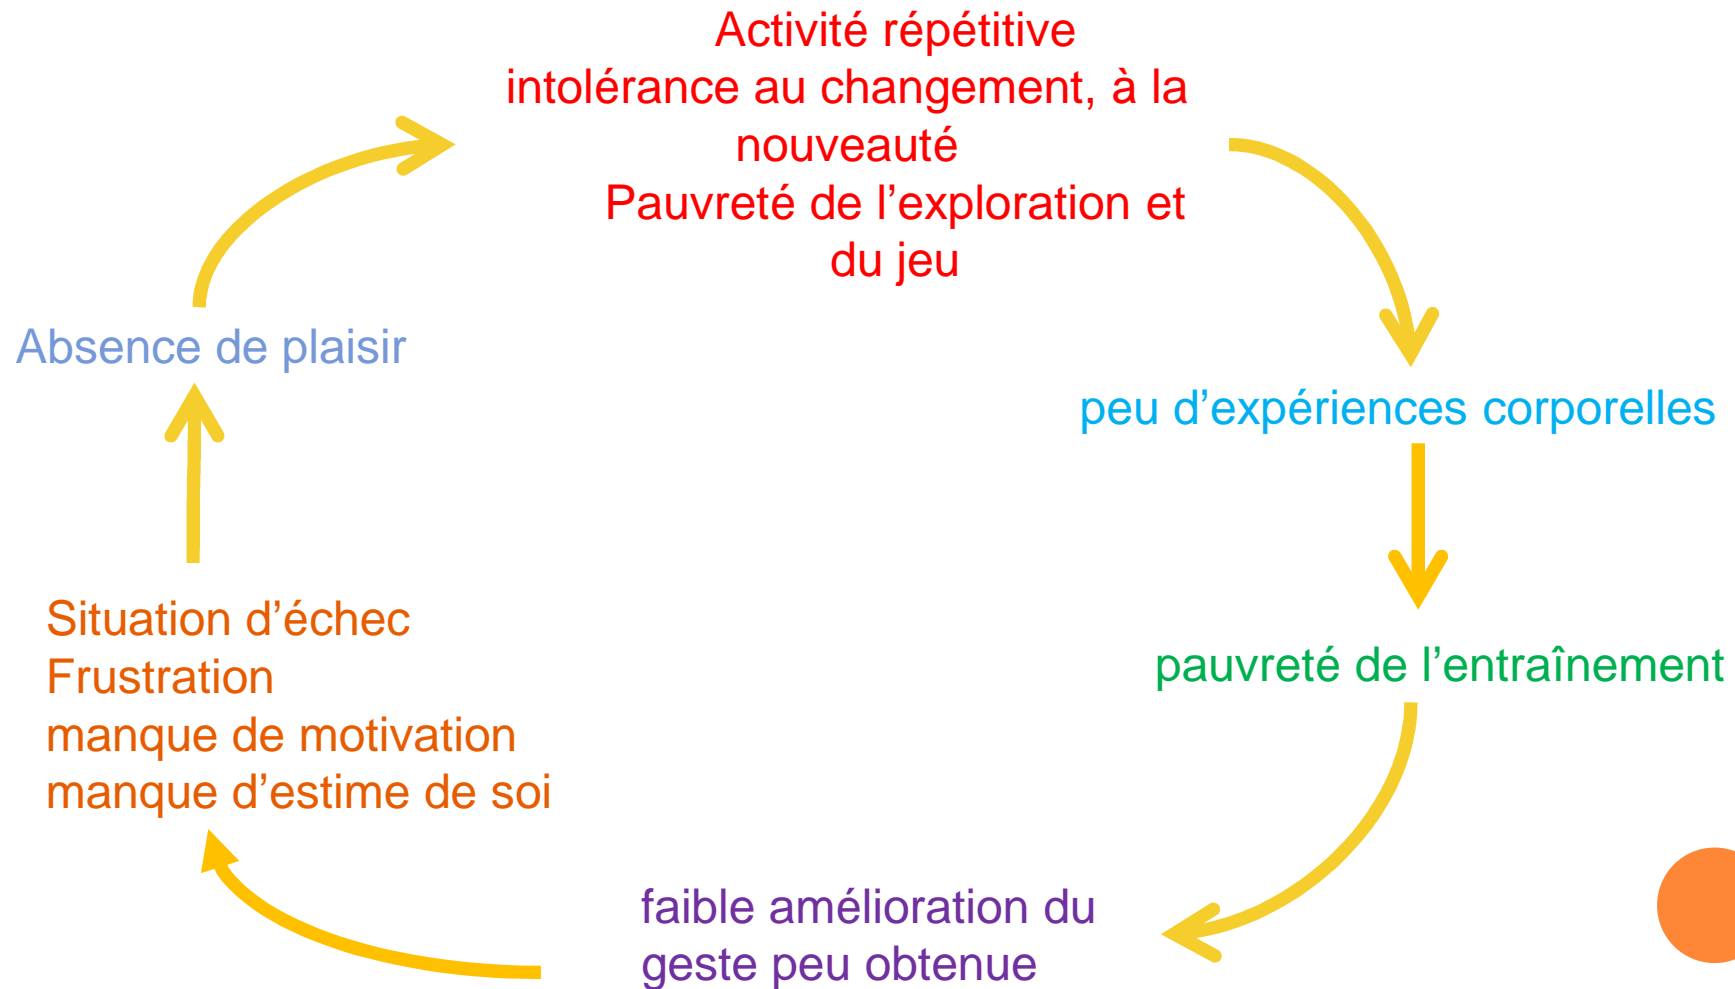 Activité répétitive
intolérance au changement, à la
nouveauté
Pauvreté de l’exploration et
du jeu
Absence de plaisir
peu d’expériences corporelles
Situation d’échec
Frustration
manque de motivation
manque d’estime de soi
pauvreté de l’entraînement
faible amélioration du
geste peu obtenue